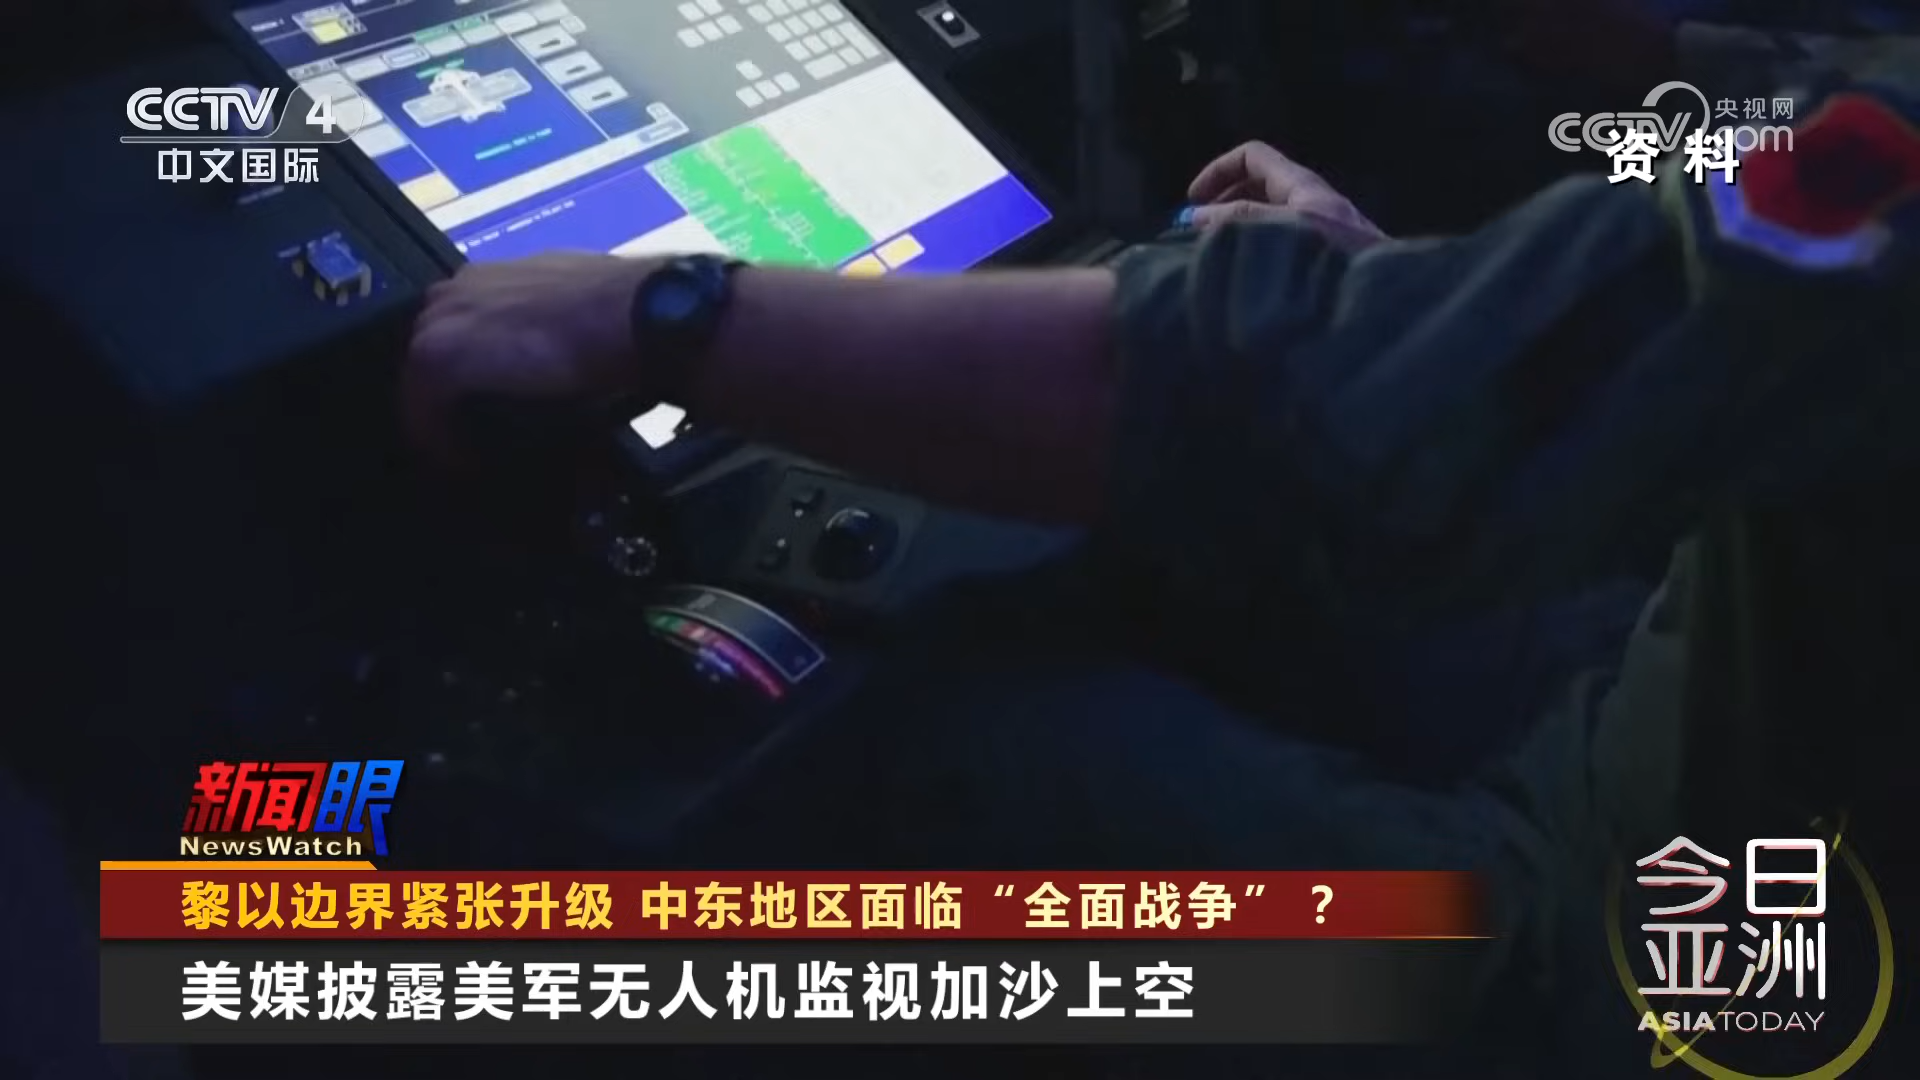 CCTV 4
中文国际
央视网
CCTV.com
资料
新闻眼
NewsWatch
黎以边界紧张升级 中东地区面临“全面战争”？
美媒披露美军无人机监视加沙上空
今日
亚洲
ASIATODAY